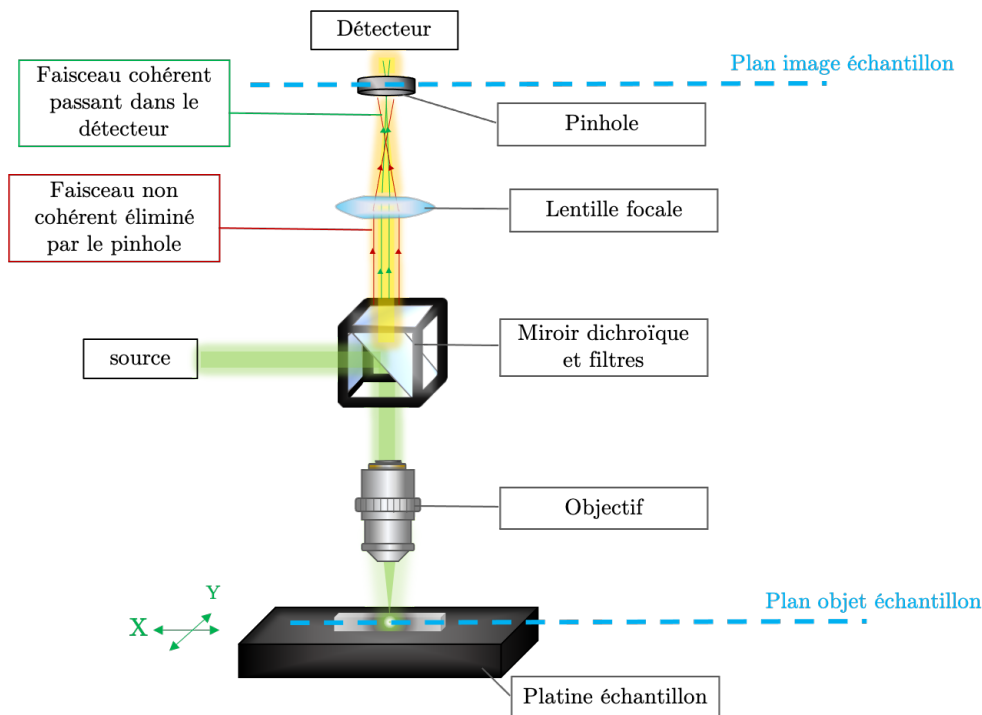 Détecteur
Faisceau cohérent
passant dans le
détecteur
Plan image échantillon
Pinhole
Faisceau non
cohérent éliminé
par le pinhole
Lentille focale
source
Miroir dichroïque
et filtres
Objectif
Y
X
Plan objet échantillon
Platine échantillon